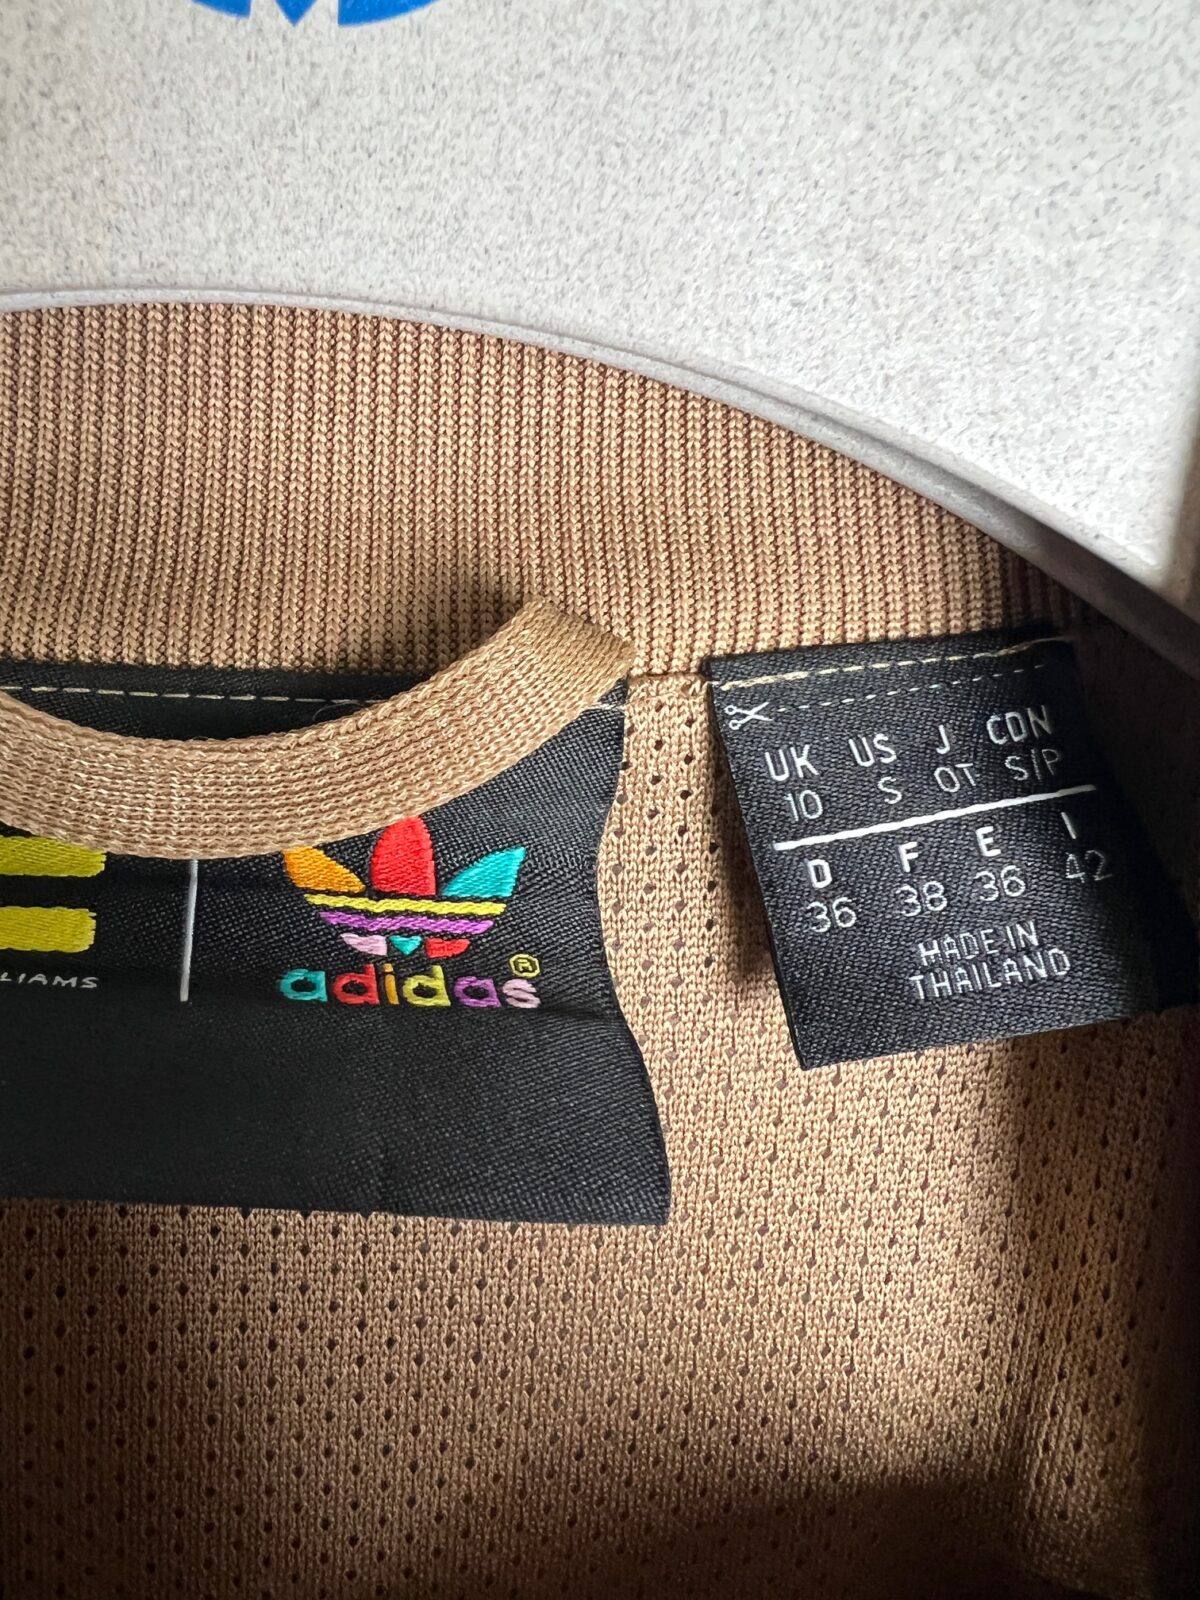 UK US J CDN
10 S OT S/P
D F E I
36 38 36 42
MADE IN
THAILAND
LIAMS
adidas®